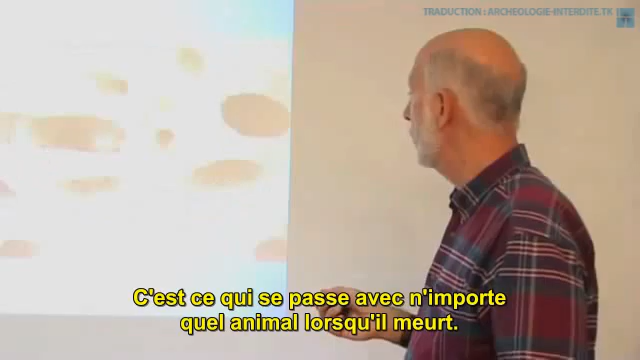 TRADUCTION : ARCHEOLOGIE-INTERDITE.TK
C'est ce qui se passe avec n'importe
quel animal lorsqu'il meurt.